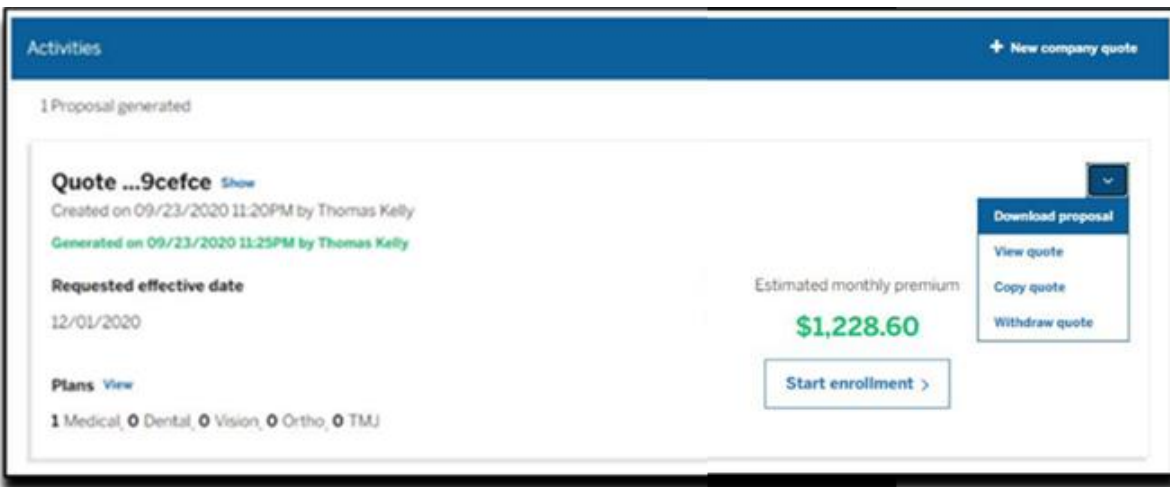 Activities
+ New company quote
1 Proposal generated
Quote ...9cefce Show
Created on 09/23/2020 11:20PM by Thomas Kelly
Generated on 09/23/2020 11:25PM by Thomas Kelly
Requested effective date
12/01/2020
Plans View
1 Medical, 0 Dental, 0 Vision, 0 Ortho, 0 TMJ
Estimated monthly premium
$1,228.60
Start enrollment >
Download proposal
View quote
Copy quote
Withdraw quote